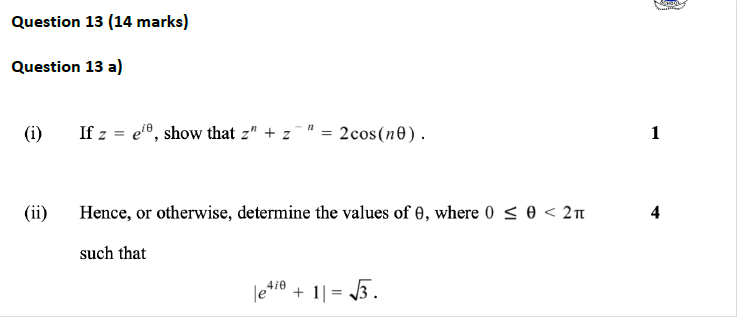 Question 13 (14 marks)
Question 13 a)
(i) If z = e^{iθ}, show that z^n + z^{-n} = 2cos(nθ). 1
(ii) Hence, or otherwise, determine the values of θ, where 0 ≤ θ < 2π 4
such that
|e^{4iθ} + 1| = √3.